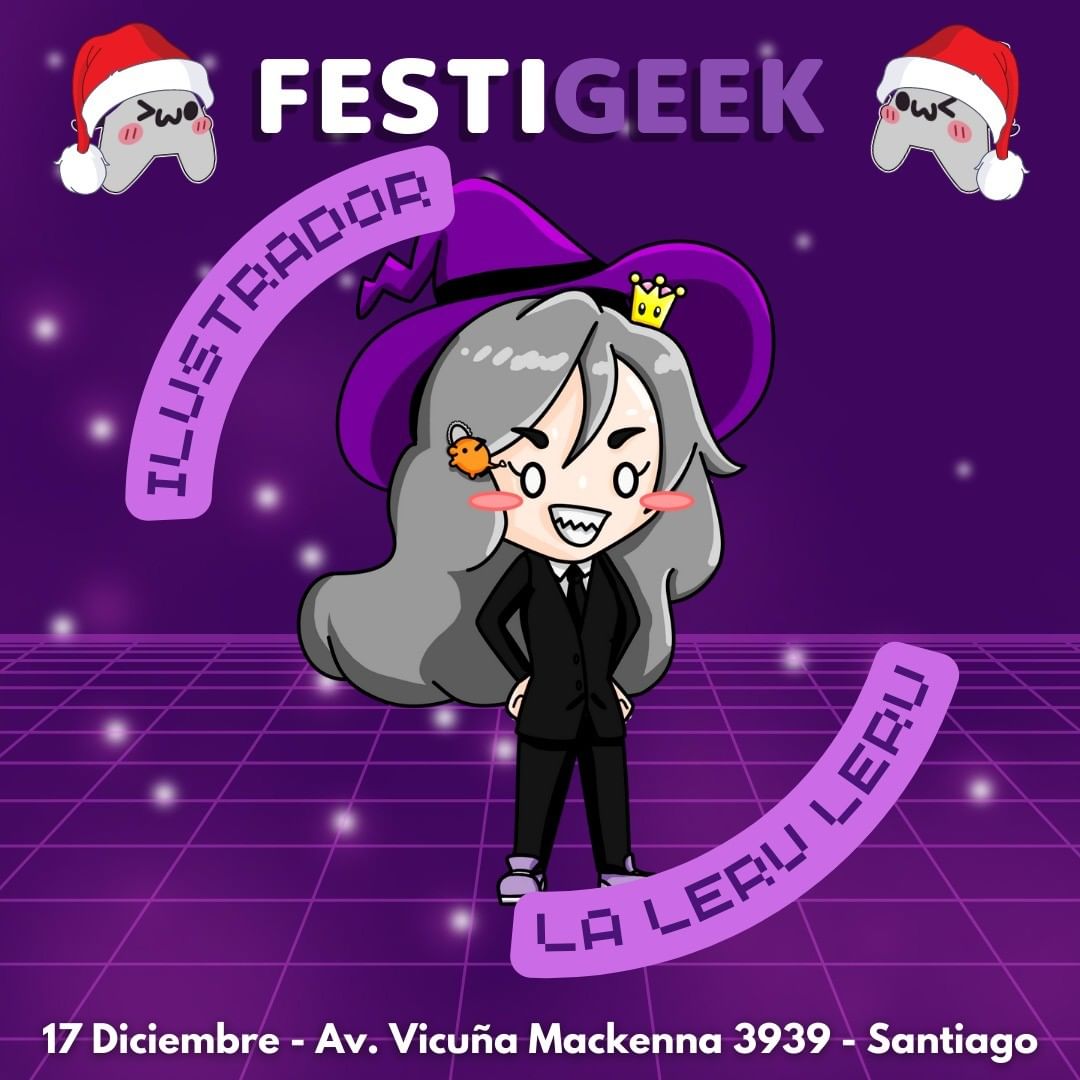 FESTIGEEK
ILUSTRADOR
LA LERU LERU
17 Diciembre - Av. Vicuña Mackenna 3939 - Santiago